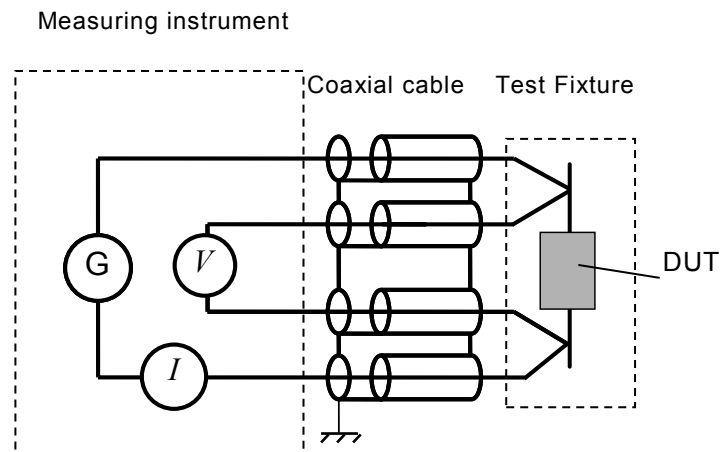 Measuring instrument
Coaxial cable
Test Fixture
G
V
DUT
I